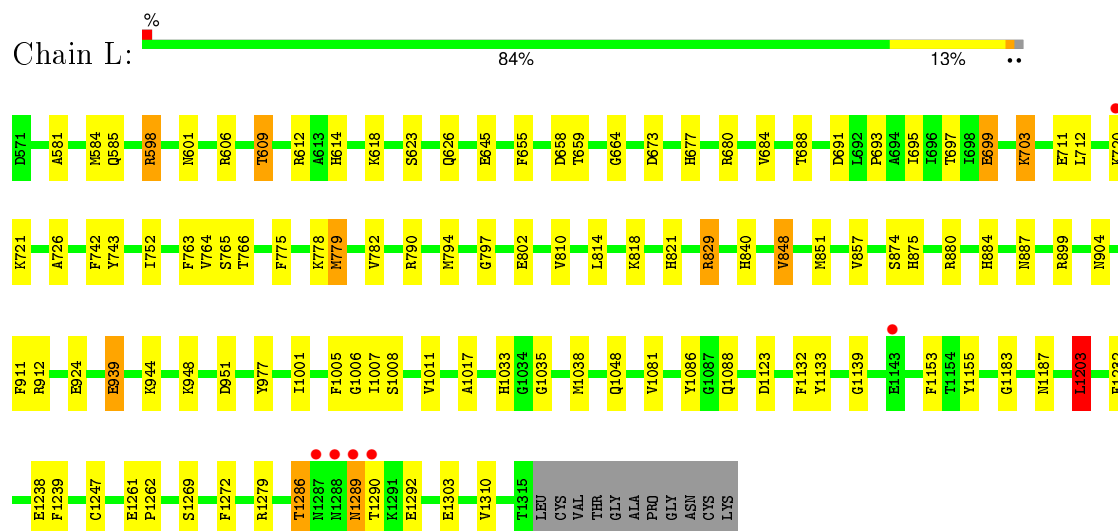 %
Chain L:
84% 13% • •
D571 A581 M584 Q585 R598 N601 R606 T609 R612 A613 H614 K618 S623 Q626 E645 F655 D658 T659 G664 D673 H677 R680 V684 T688 D691 L692 P693 A694 I695 I696 T697 I698 E699 K703 E711 L712 K720
K721 A726 F742 Y743 I752 F763 V764 S765 T766 F775 K778 M779 V782 R790 M794 G797 E802 V810 L814 K818 H821 R829 H840 V848 M851 V857 S874 H875 R880 H884 N887 R899 N904
F911 R912 E924 E939 K944 K948 D951 Y977 I1001 F1005 G1006 I1007 S1008 V1011 A1017 H1033 G1034 G1035 M1038 Q1048 V1081 Y1086 G1087 Q1088 D1123 F1132 Y1133 G1139 E1143 F1153 T1154 Y1155 G1183 N1187 L1203
E1238 F1239 C1247 E1261 P1262 S1269 F1272 R1279 T1286 N1287 N1288 N1289 T1290 K1291 E1292 E1303 V1310 T1315 LEU CYS VAL THR GLY ALA PRO GLY ASN CYS LYS